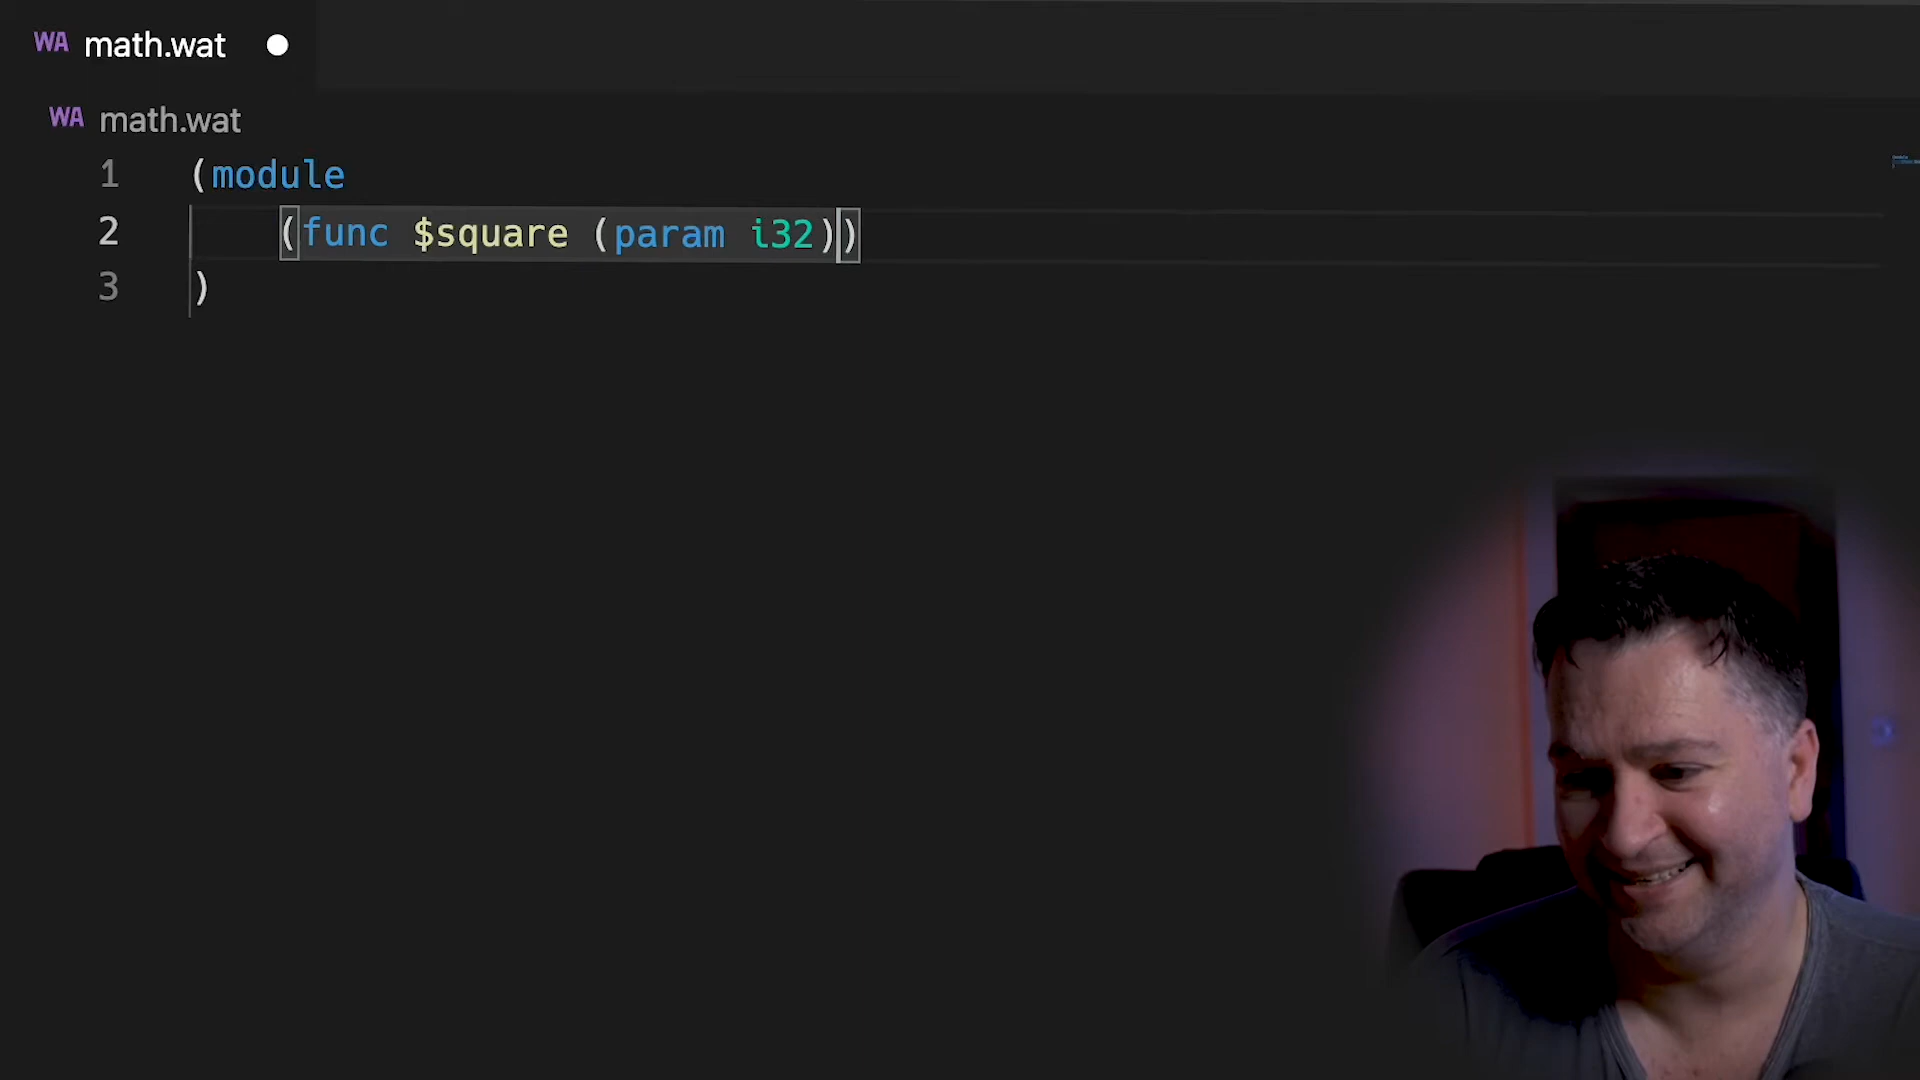 WA math.wat
WA math.wat
1 (module
2 (func $square (param i32))
3 )